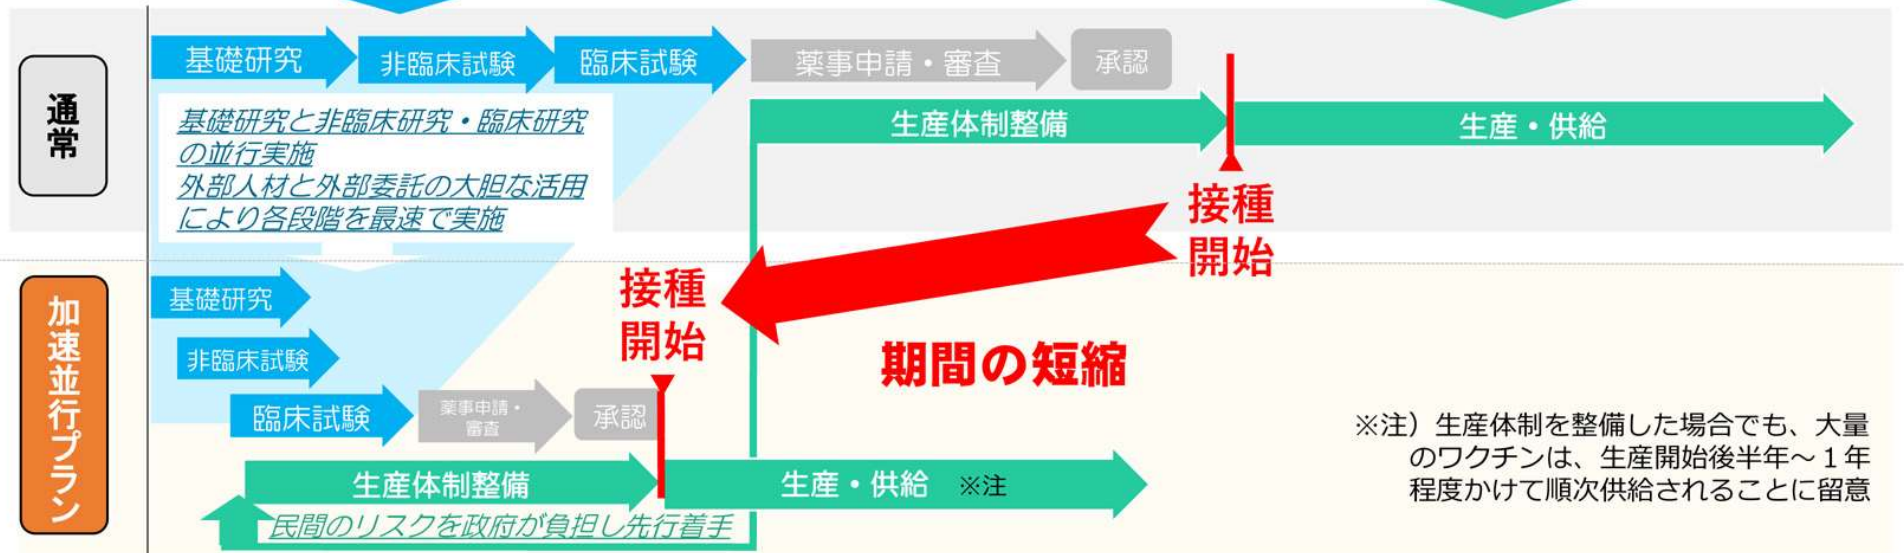 通常
基礎研究
非臨床試験
臨床試験
薬事申請・審査
承認
基礎研究と非臨床研究・臨床研究
の並行実施
外部人材と外部委託の大胆な活用
により各段階を最速で実施
生産体制整備
生産・供給
接種
開始
加速並行プラン
基礎研究
非臨床試験
臨床試験
薬事申請・
審査
承認
接種
開始
期間の短縮
生産体制整備
生産・供給 ※注
民間のリスクを政府が負担し先行着手
※注）生産体制を整備した場合でも、大量
のワクチンは、生産開始後半年～１年
程度かけて順次供給されることに留意